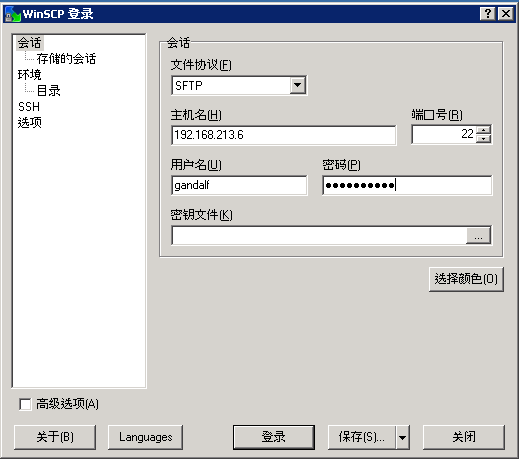 WinSCP 登录
会话
存储的会话
环境
目录
SSH
选项
会话
文件协议(F)
SFTP
主机名(H) 端口号(R)
192.168.213.6 22
用户名(U) 密码(P)
gandalf ●●●●●●●●●●
密钥文件(K)
...
选择颜色(O)
高级选项(A)
关于(B) Languages 登录 保存(S)... 关闭